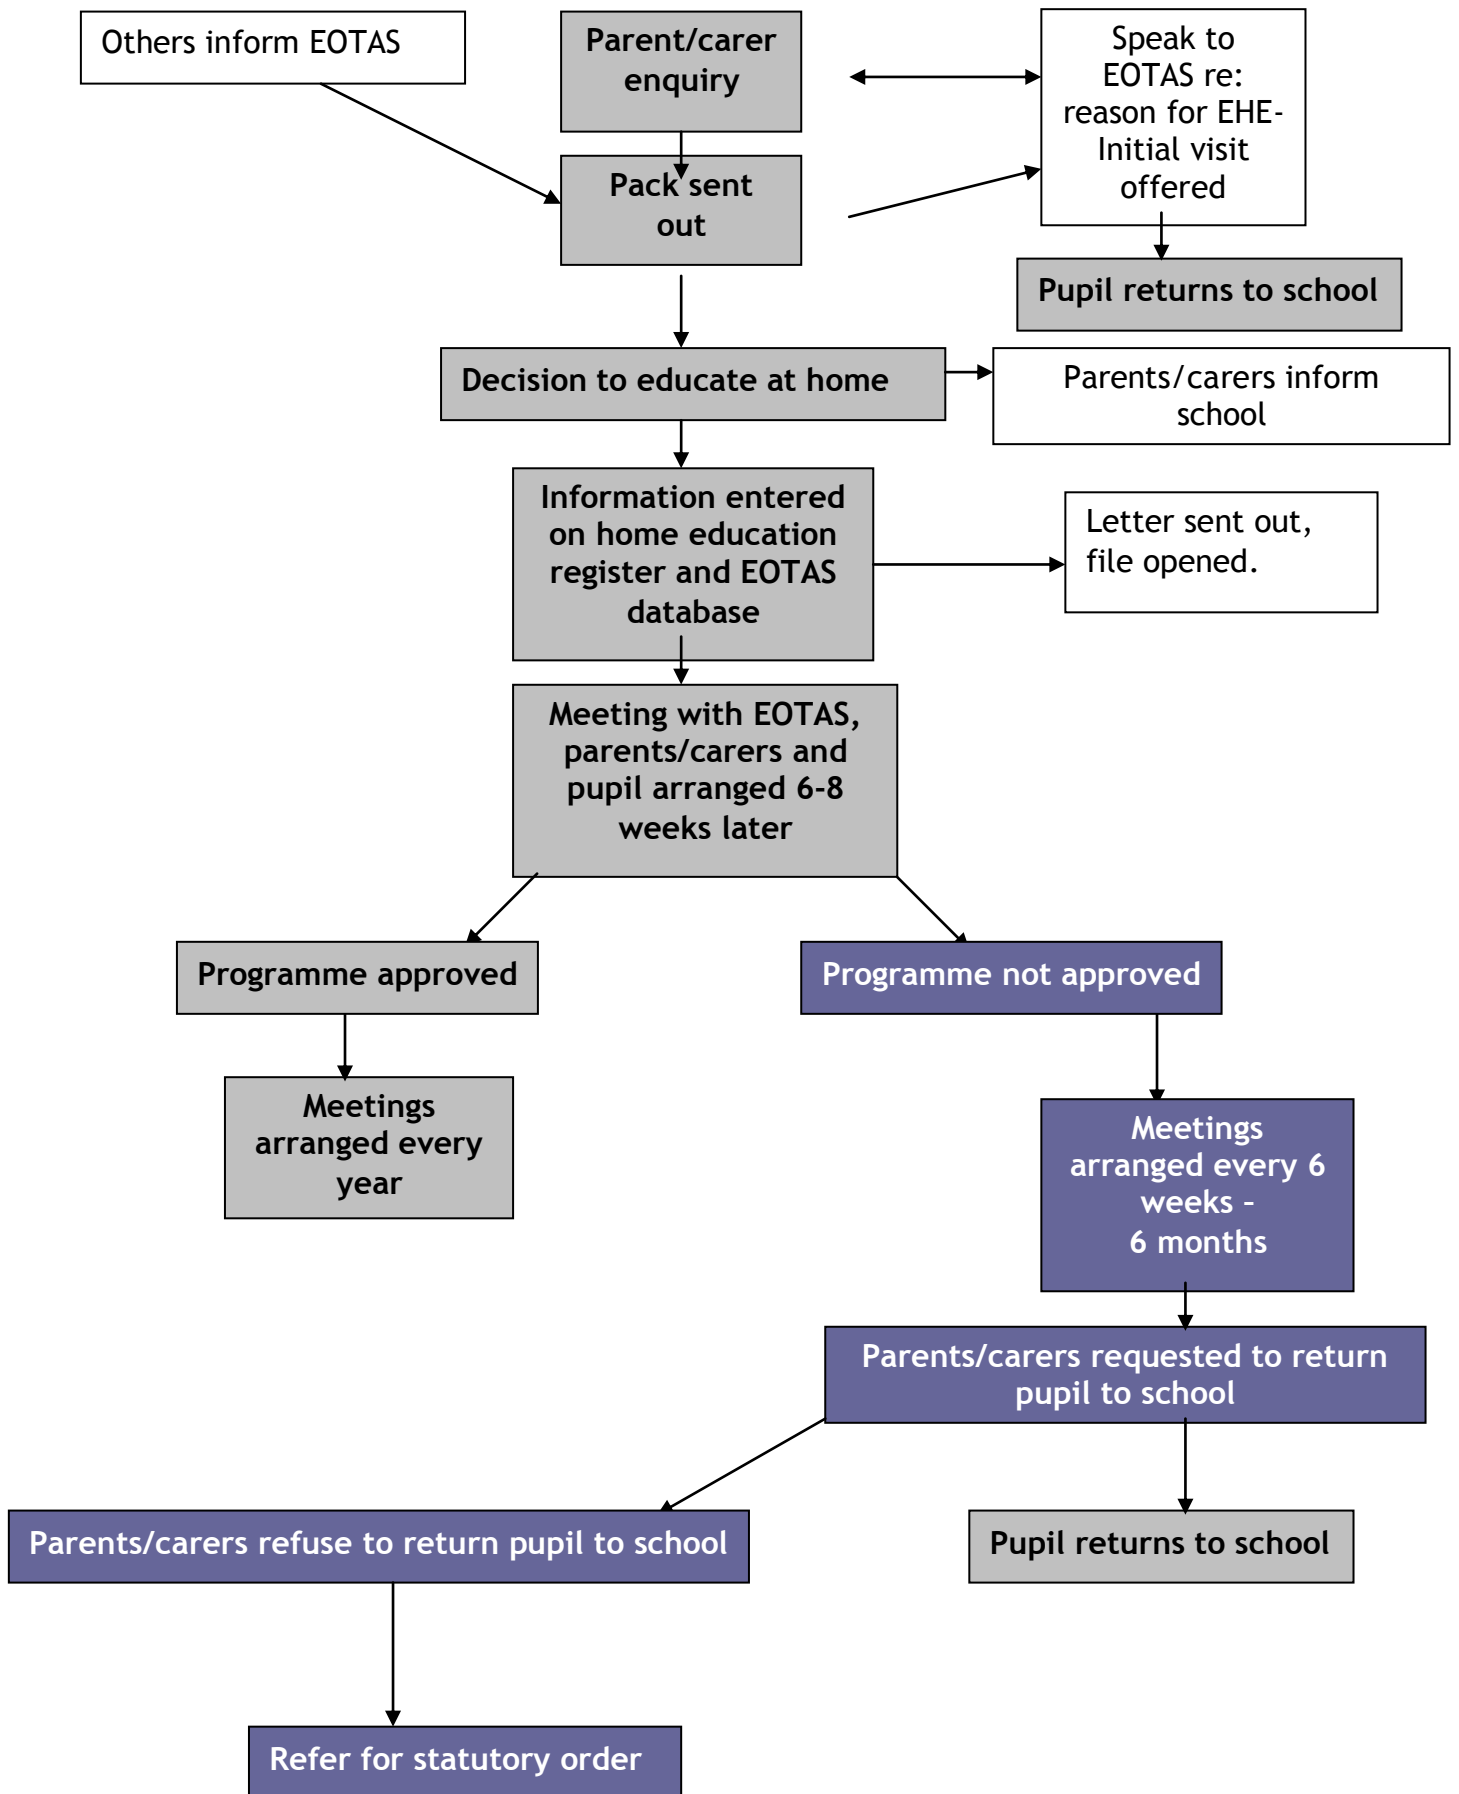 Others inform EOTAS
Parent/carer
enquiry
Speak to
EOTAS re:
reason for EHE-
Initial visit
offered
Pack sent
out
Pupil returns to school
Decision to educate at home
Parents/carers inform
school
Information entered
on home education
register and EOTAS
database
Letter sent out,
file opened.
Meeting with EOTAS,
parents/carers and
pupil arranged 6-8
weeks later
Programme approved
Programme not approved
Meetings
arranged every
year
Meetings
arranged every 6
weeks –
6 months
Parents/carers requested to return
pupil to school
Parents/carers refuse to return pupil to school
Pupil returns to school
Refer for statutory order